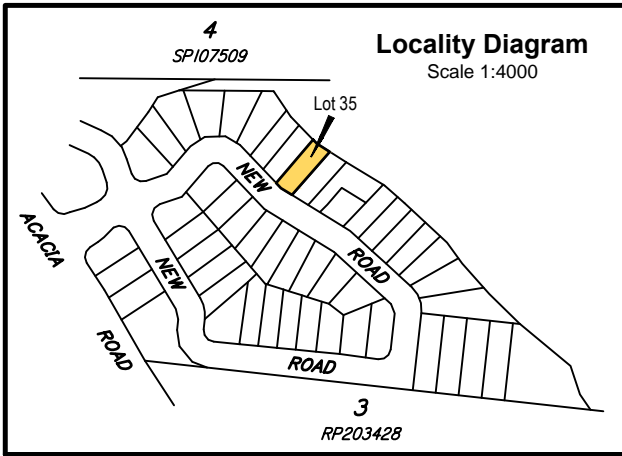 4
SP107509
Locality Diagram
Scale 1:4000
Lot 35
NEW
ACACIA
ROAD
NEW
ROAD
ROAD
3
RP203428